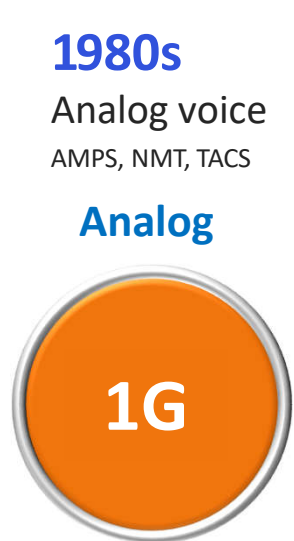 1980s
Analog voice
AMPS, NMT, TACS
Analog
1G